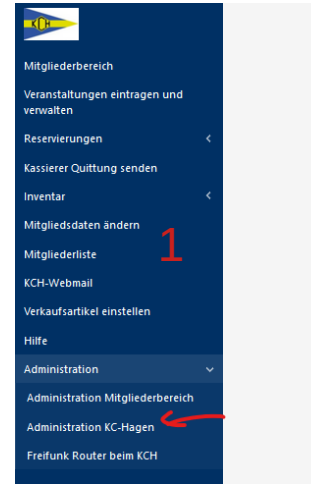 KCH
Mitgliederbereich
Veranstaltungen eintragen und
verwalten
Reservierungen
Kassierer Quittung senden
Inventar
Mitgliedsdaten ändern
1
Mitgliederliste
KCH-Webmail
Verkaufsartikel einstellen
Hilfe
Administration
Administration Mitgliederbereich
Administration KC-Hagen
Freifunk Router beim KCH